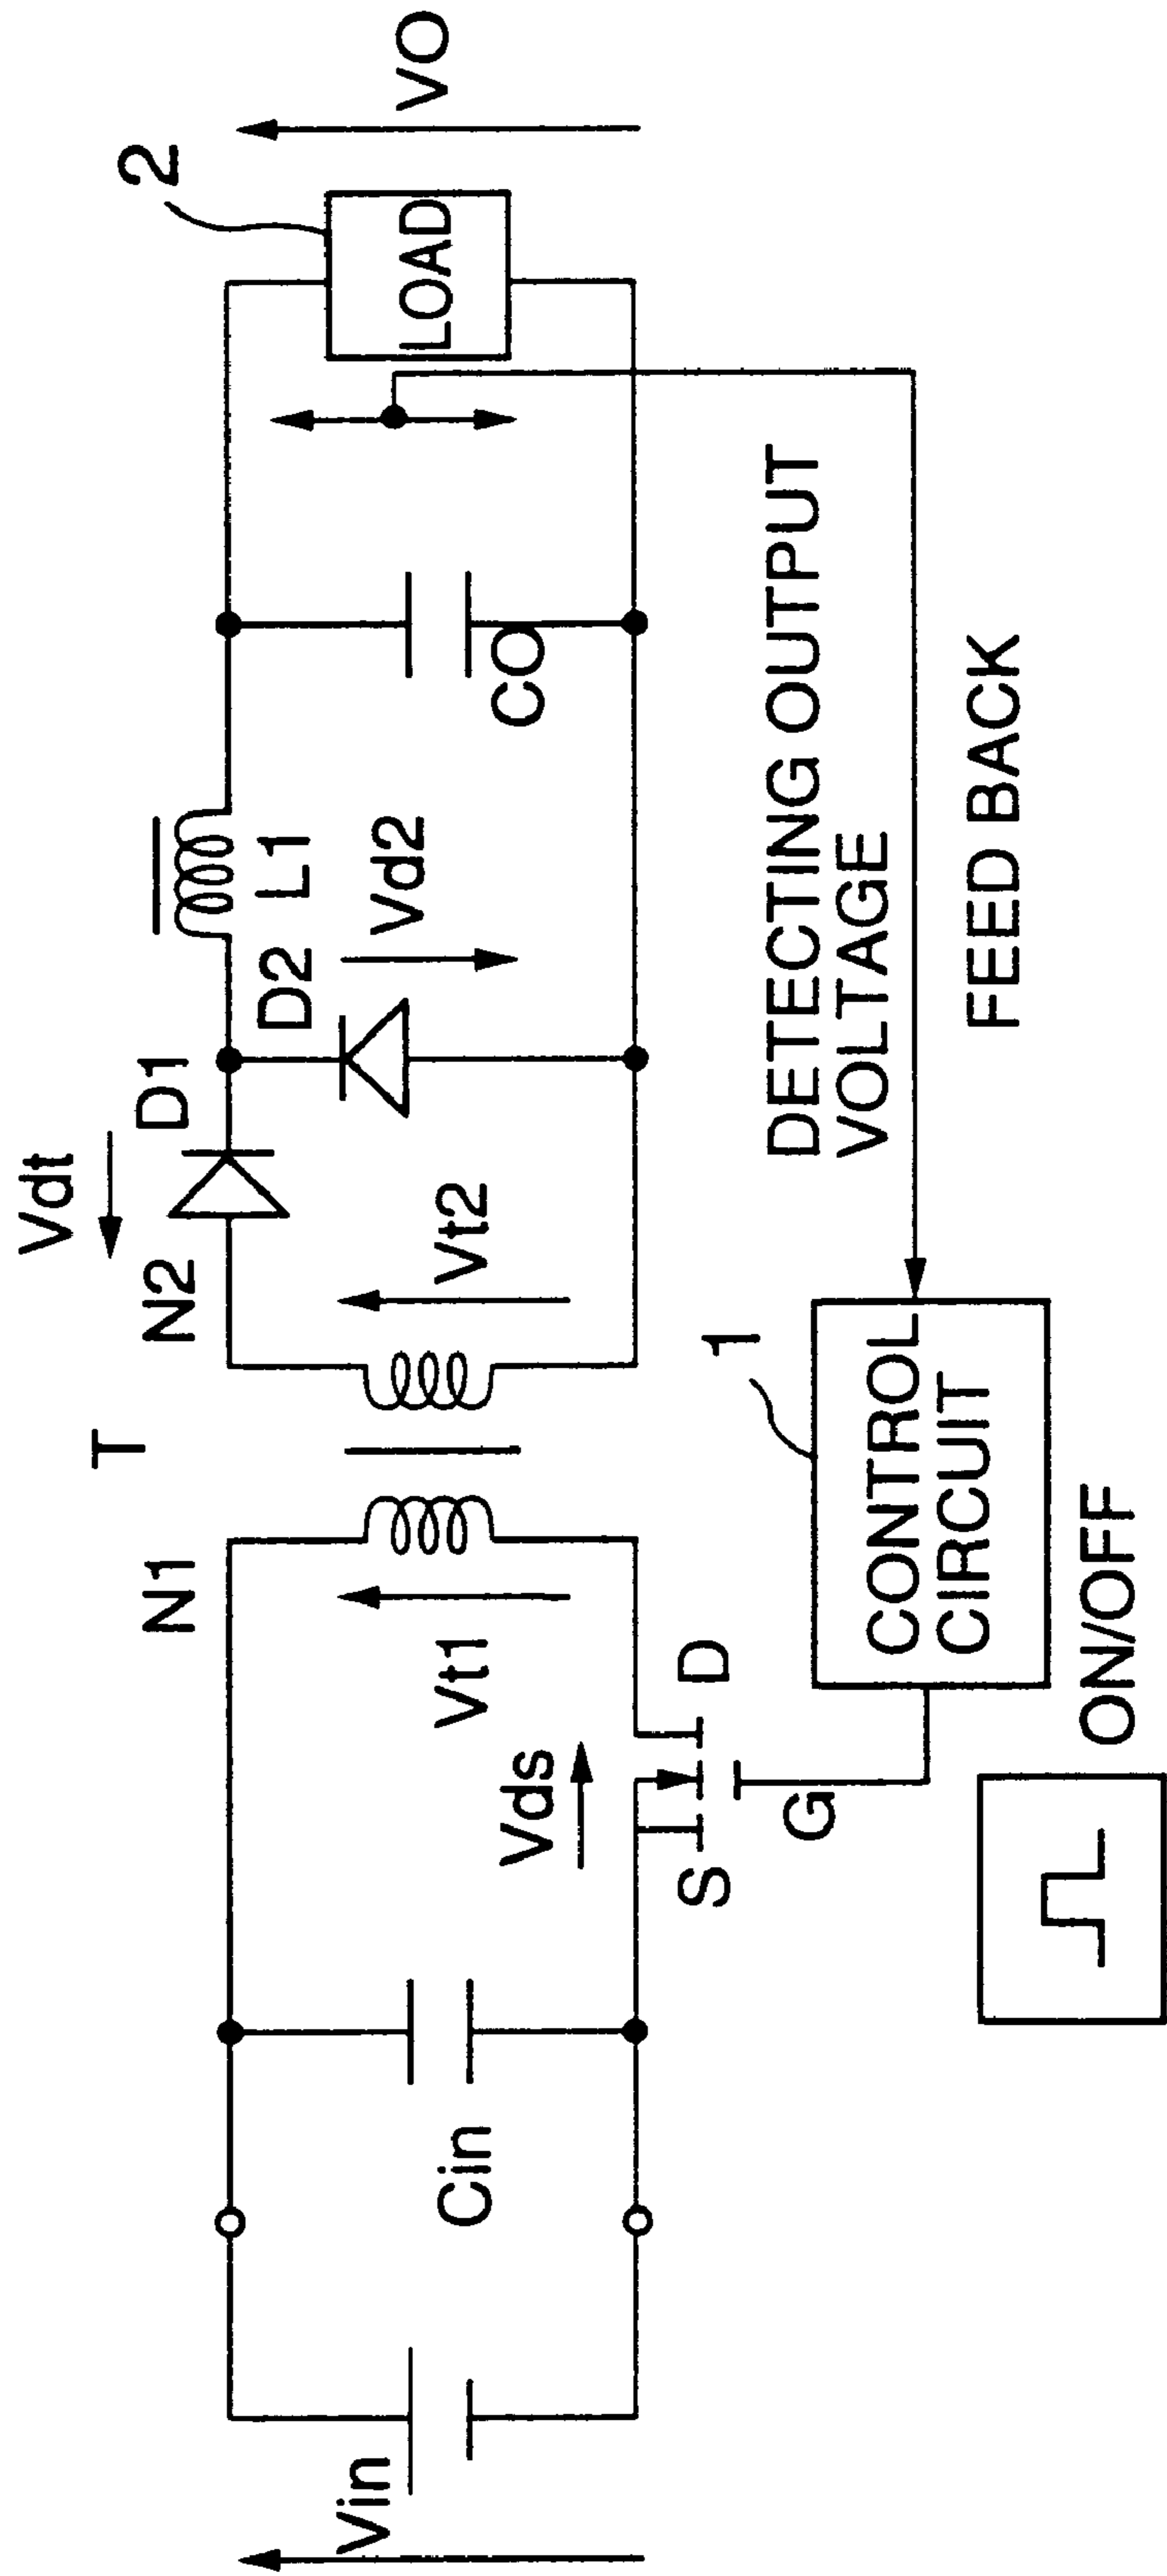 Vin
Cin
Vds
S
D
G
Vt1
N1
T
N2
Vt2
Vdt
D1
D2
Vd2
L1
CO
LOAD
2
VO
DETECTING OUTPUT
VOLTAGE
FEED BACK
1
CONTROL
CIRCUIT
ON/OFF